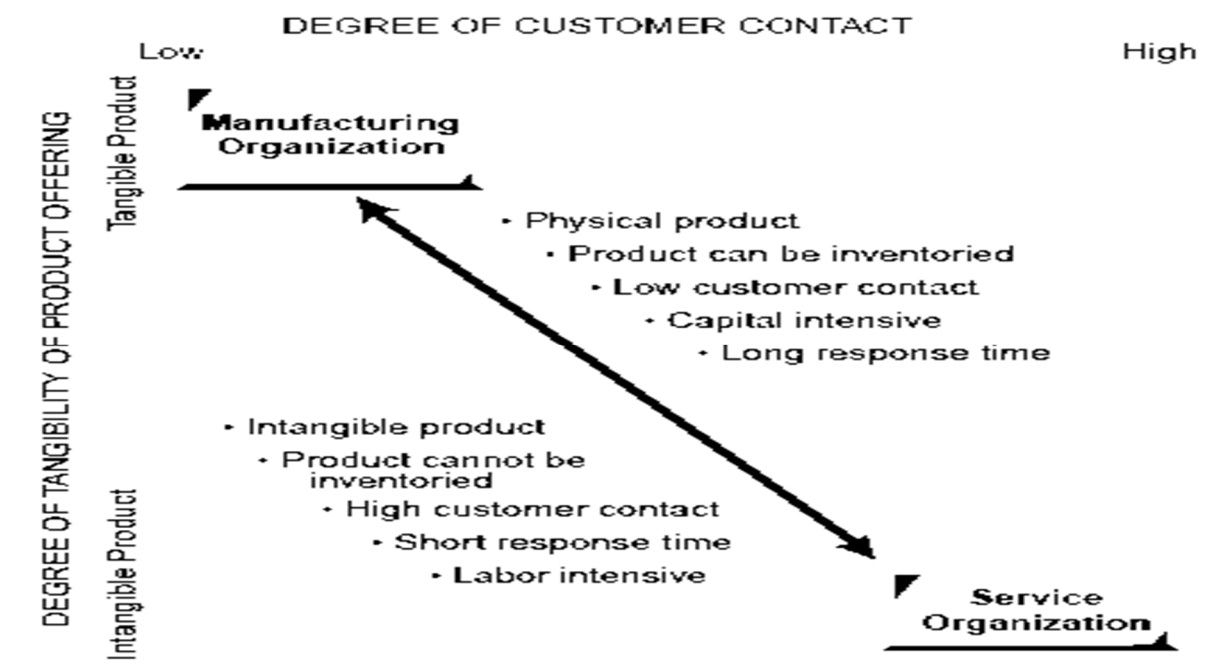 DEGREE OF CUSTOMER CONTACT
Low
High
DEGREE OF TANGIBILITY OF PRODUCT OFFERING
Tangible Product
Manufacturing
Organization
• Physical product
• Product can be inventoried
• Low customer contact
• Capital intensive
• Long response time
• Intangible product
• Product cannot be
inventoried
• High customer contact
• Short response time
• Labor intensive
Intangible Product
Service
Organization